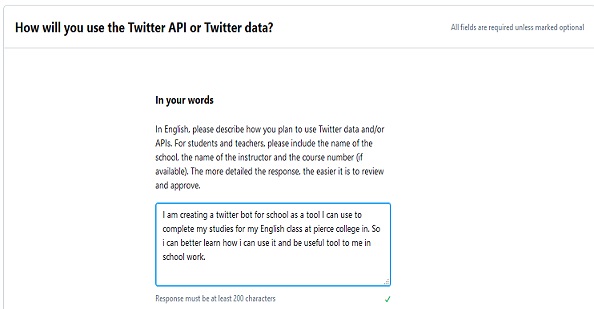 How will you use the Twitter API or Twitter data?
All fields are required unless marked optional
In your words
In English, please describe how you plan to use Twitter data and/or
APIs. For students and teachers, please include the name of the
school, the name of the instructor and the course number (if
available). The more detailed the response, the easier it is to review
and approve.
I am creating a twitter bot for school as a tool I can use to
complete my studies for my English class at pierce college in. So
i can better learn how i can use it and be useful tool to me in
school work.
Response must be at least 200 characters